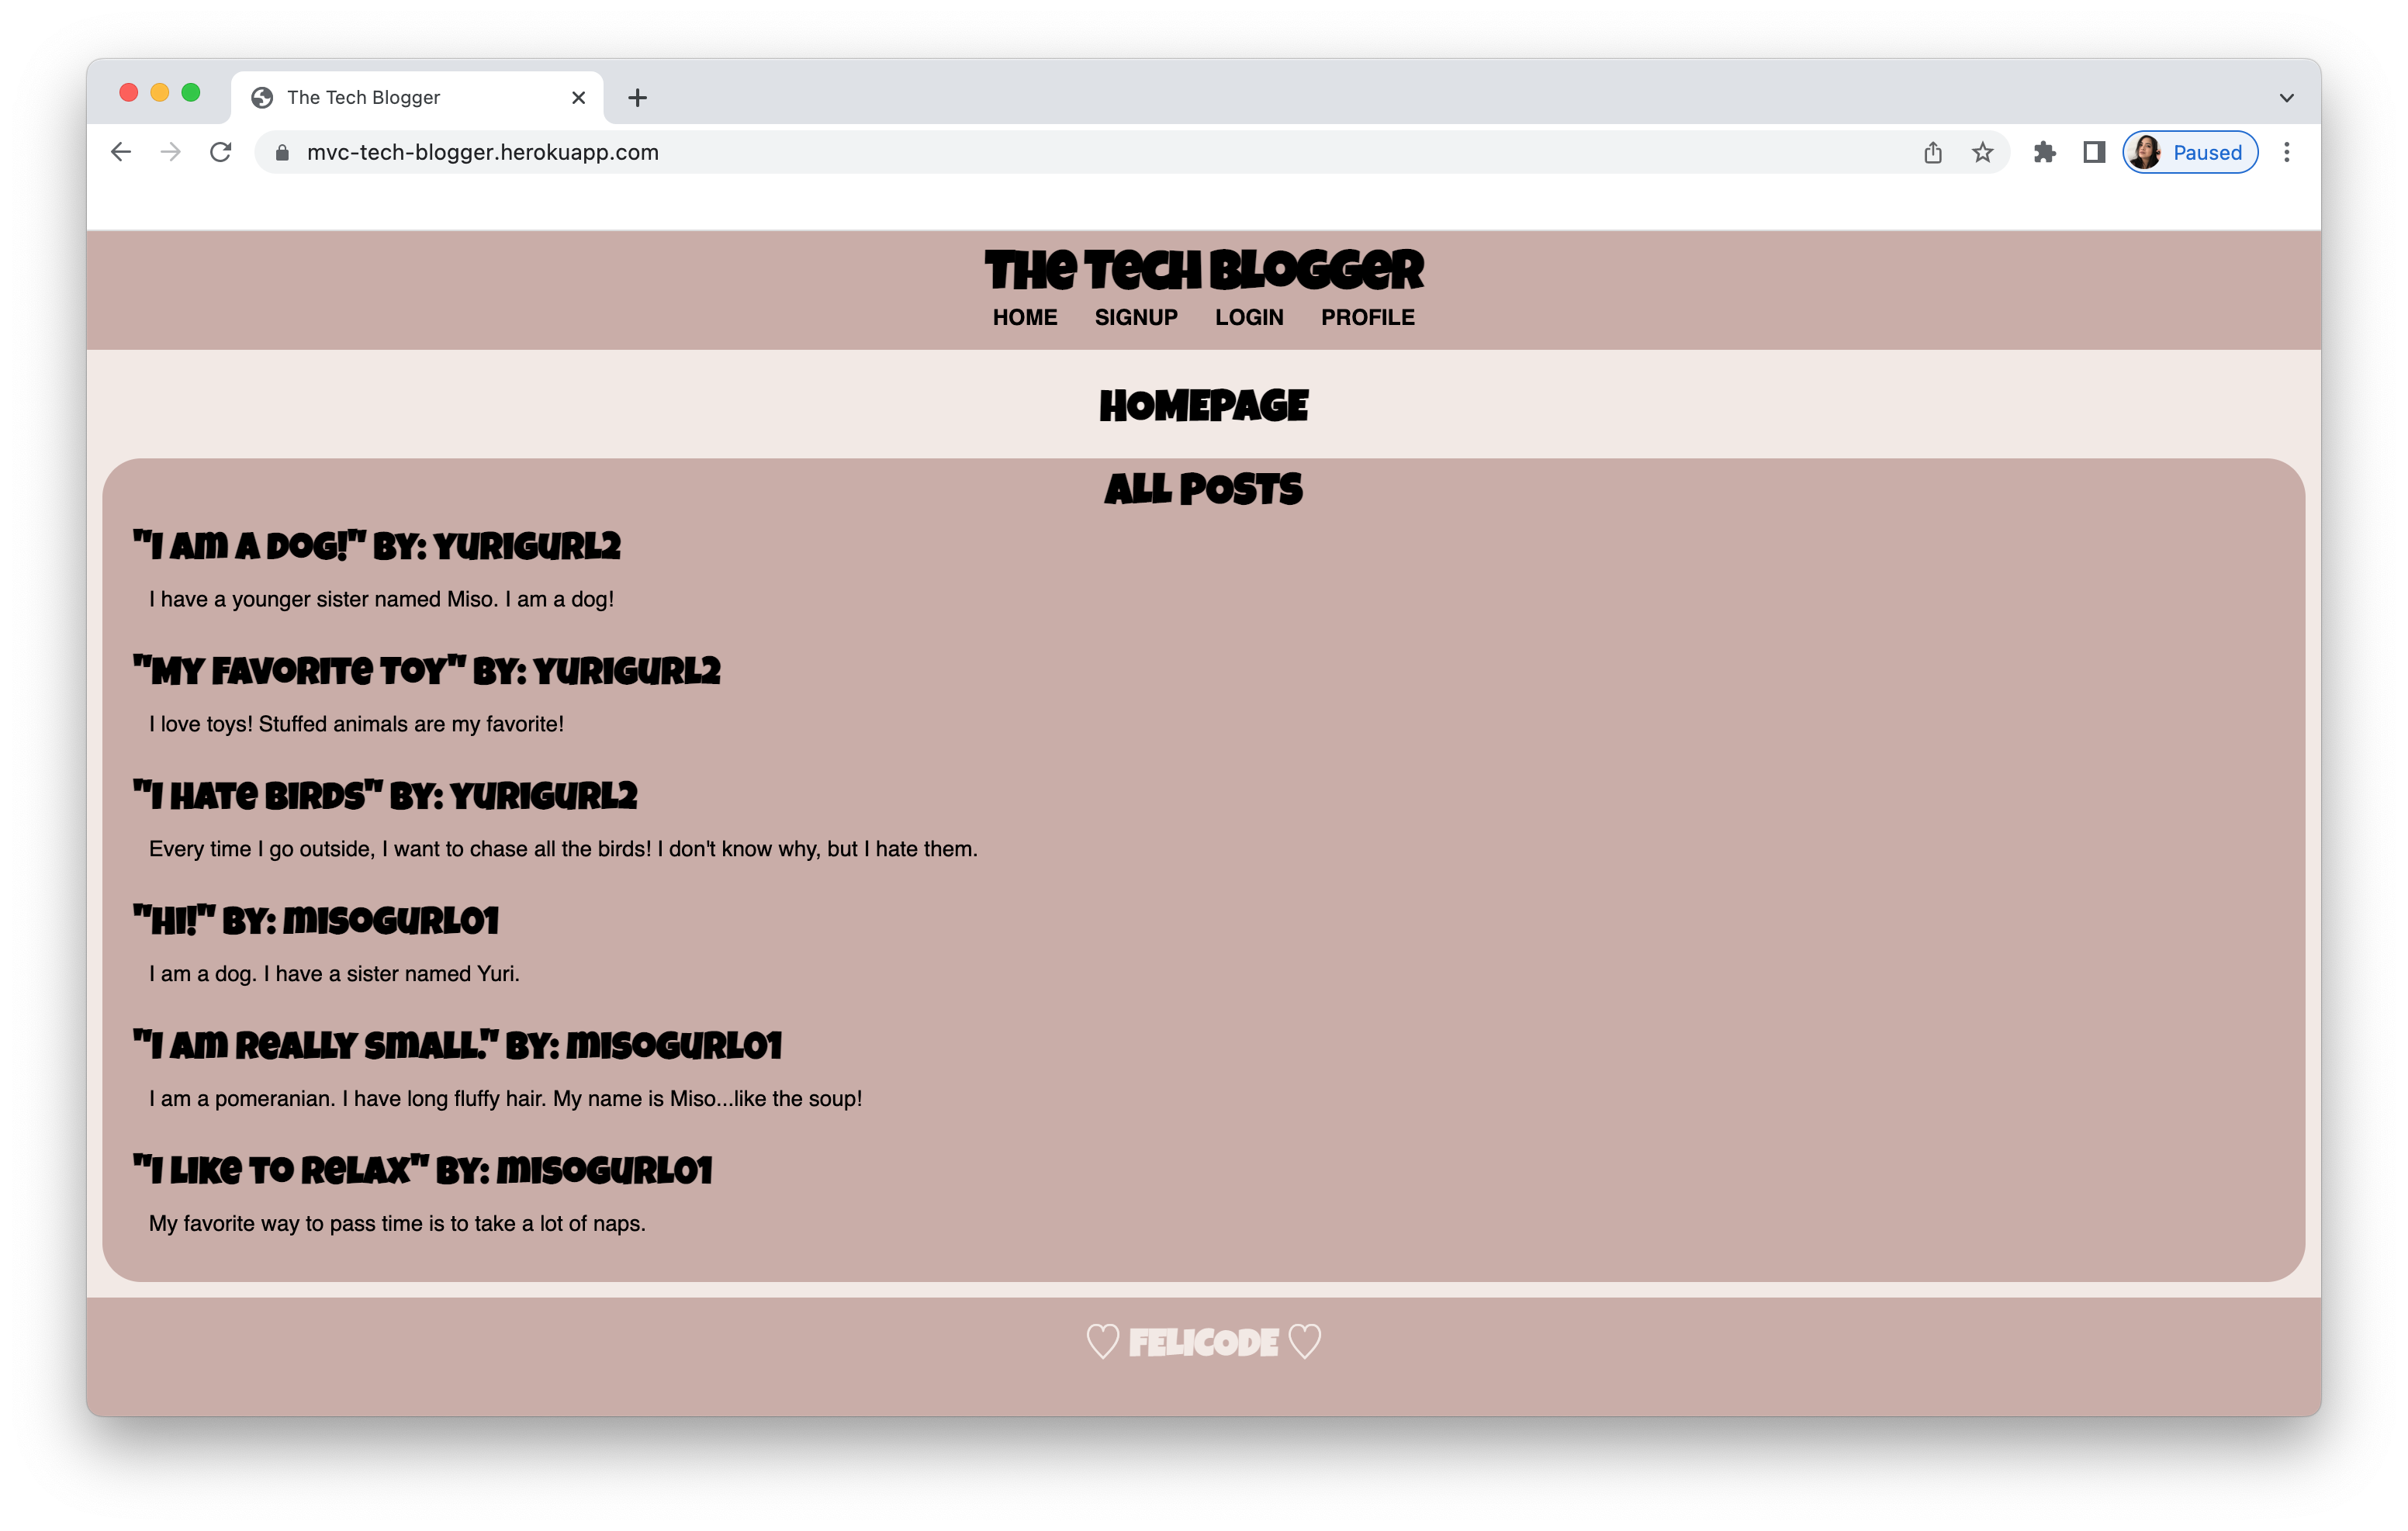 The Tech Blogger
mvc-tech-blogger.herokuapp.com
Paused
The Tech Blogger
HOME SIGNUP LOGIN PROFILE
HOMEPAGE
ALL POSTS
"I am a dog!" BY: yurigurl2
I have a younger sister named Miso. I am a dog!
"My favorite toy" BY: yurigurl2
I love toys! Stuffed animals are my favorite!
"I hate birds" BY: yurigurl2
Every time I go outside, I want to chase all the birds! I don't know why, but I hate them.
"Hi!" BY: misogurl01
I am a dog. I have a sister named Yuri.
"I am really small." BY: misogurl01
I am a pomeranian. I have long fluffy hair. My name is Miso...like the soup!
"I like to relax" BY: misogurl01
My favorite way to pass time is to take a lot of naps.
♡ FELICODE ♡